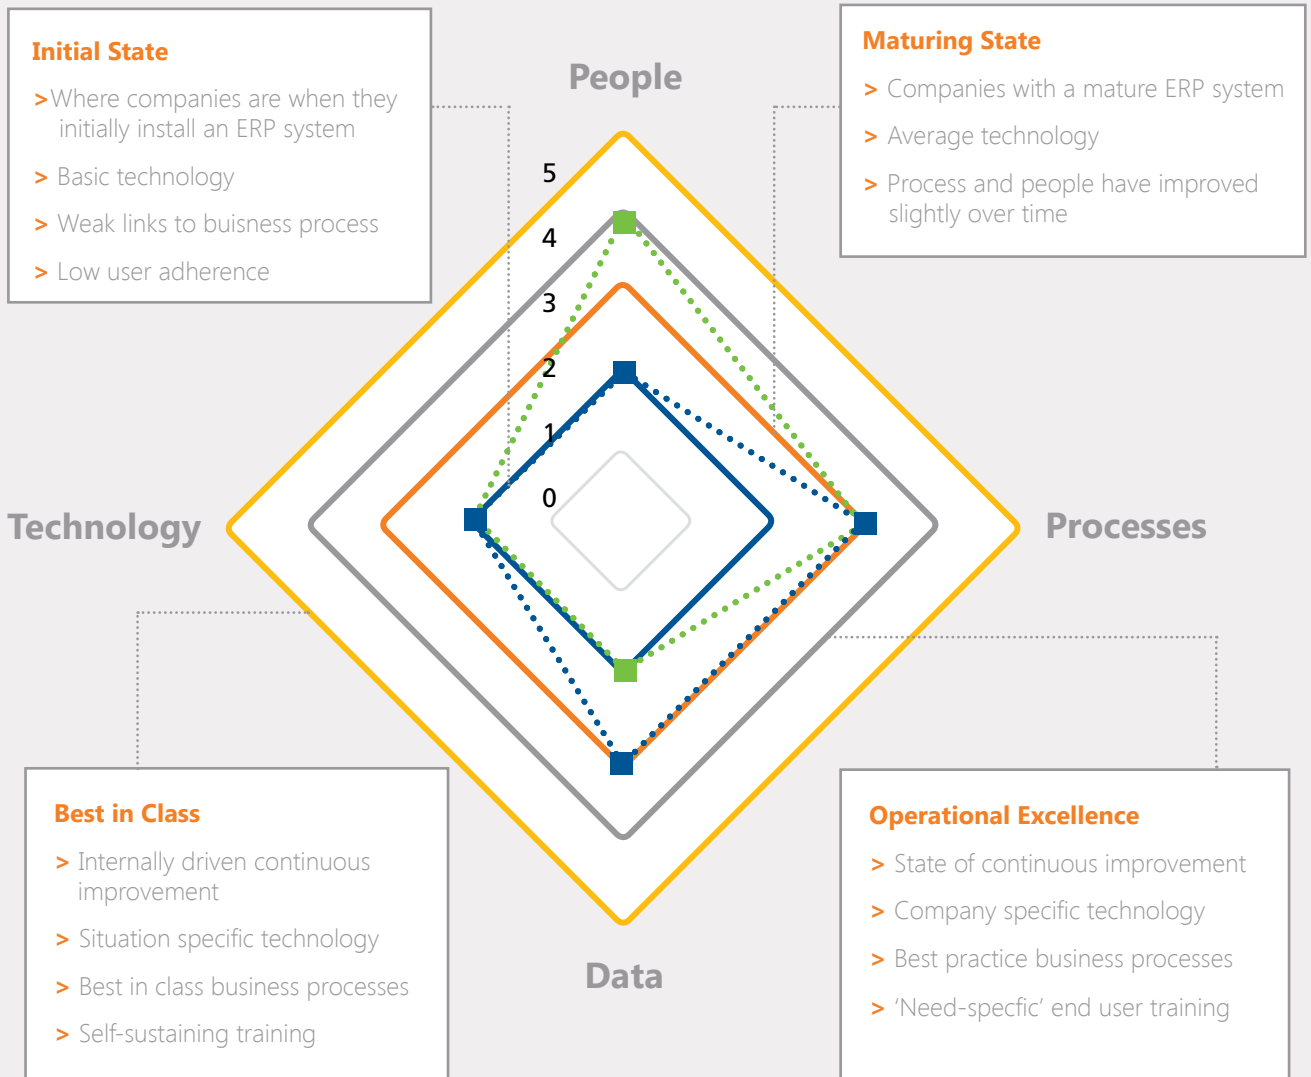 Initial State
>Where companies are when they
initially install an ERP system
> Basic technology
> Weak links to buisness process
> Low user adherence
Maturing State
> Companies with a mature ERP system
> Average technology
> Process and people have improved
slightly over time
People
5
4
3
2
1
0
Technology
Processes
Data
Best in Class
> Internally driven continuous
improvement
> Situation specific technology
> Best in class business processes
> Self-sustaining training
Operational Excellence
> State of continuous improvement
> Company specific technology
> Best practice business processes
> ‘Need-specfic’ end user training